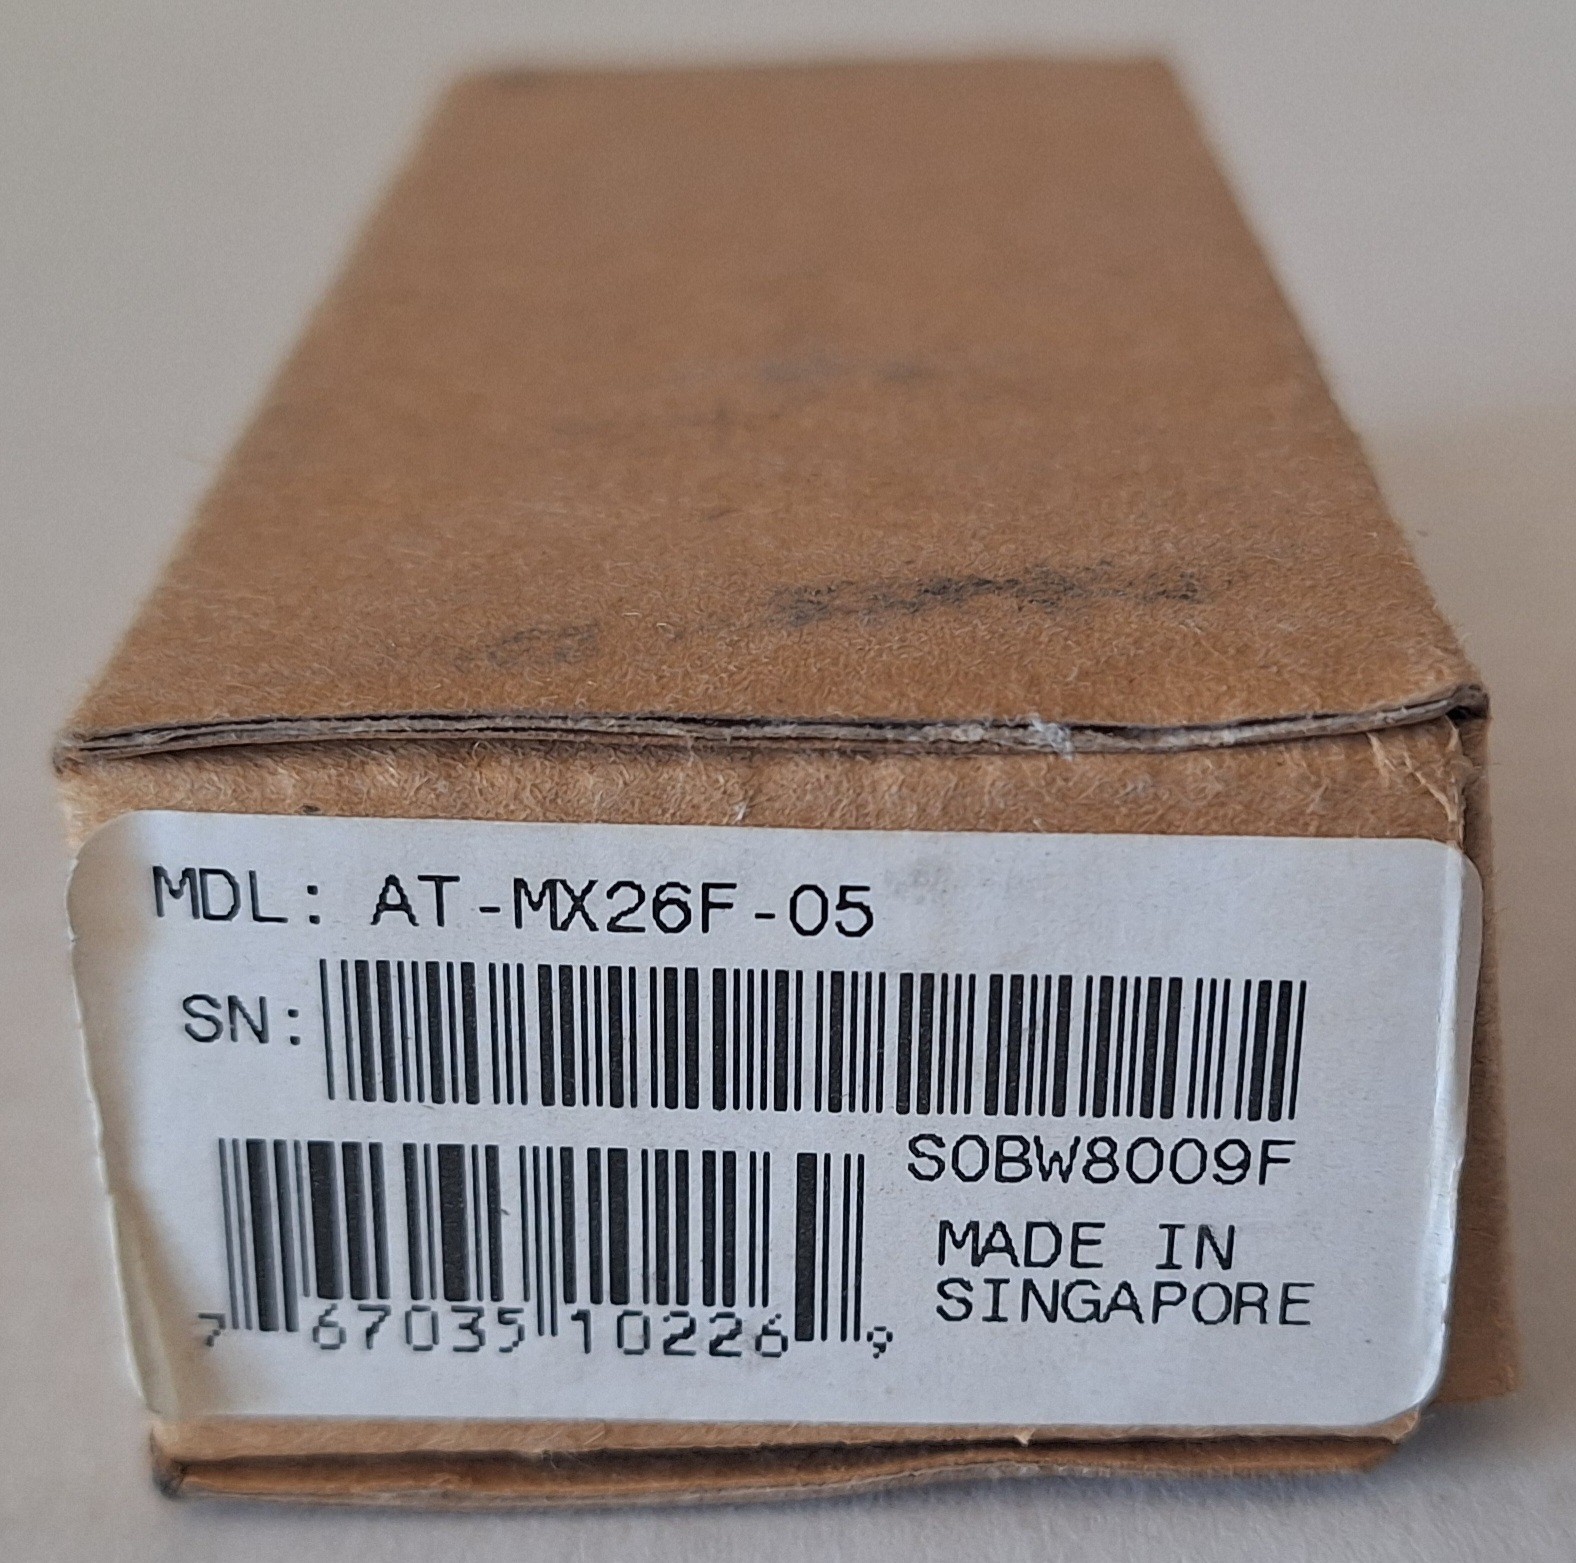 MDL: AT-MX26F-05
SN:
S0BW8009F
7 67035 10226 9
MADE IN
SINGAPORE